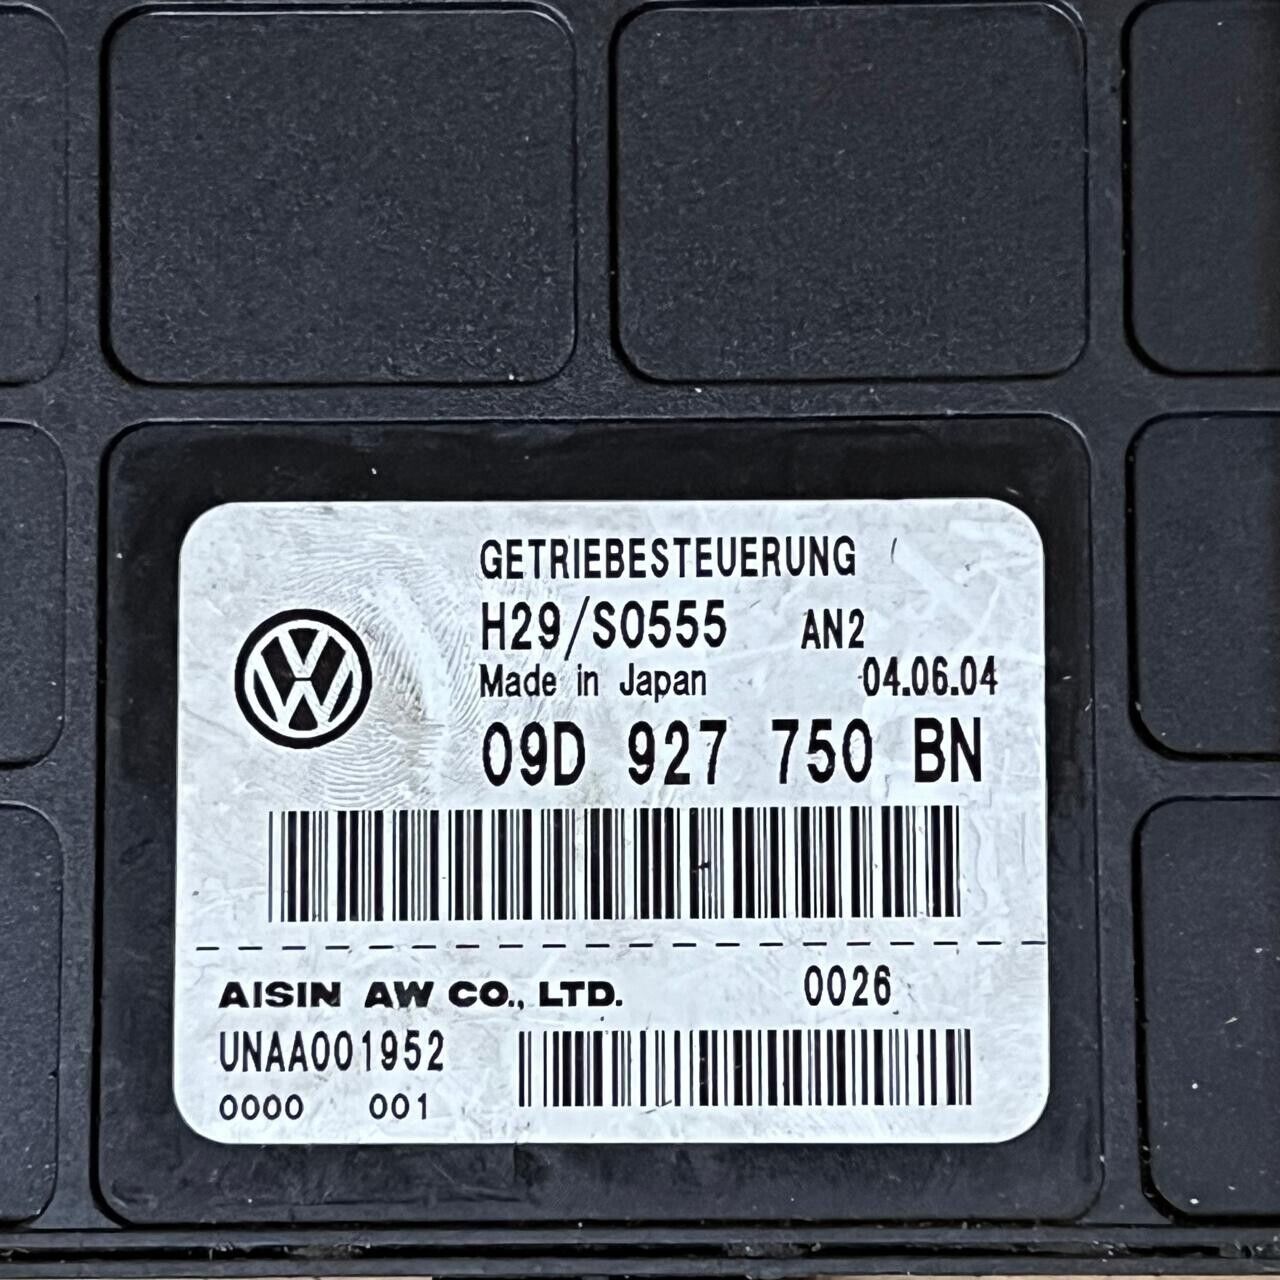 GETRIEBESTEUERUNG
H29/S0555 AN2
Made in Japan 04.06.04
09D 927 750 BN
AISIN AW CO., LTD. 0026
UNAA001952
0000 001